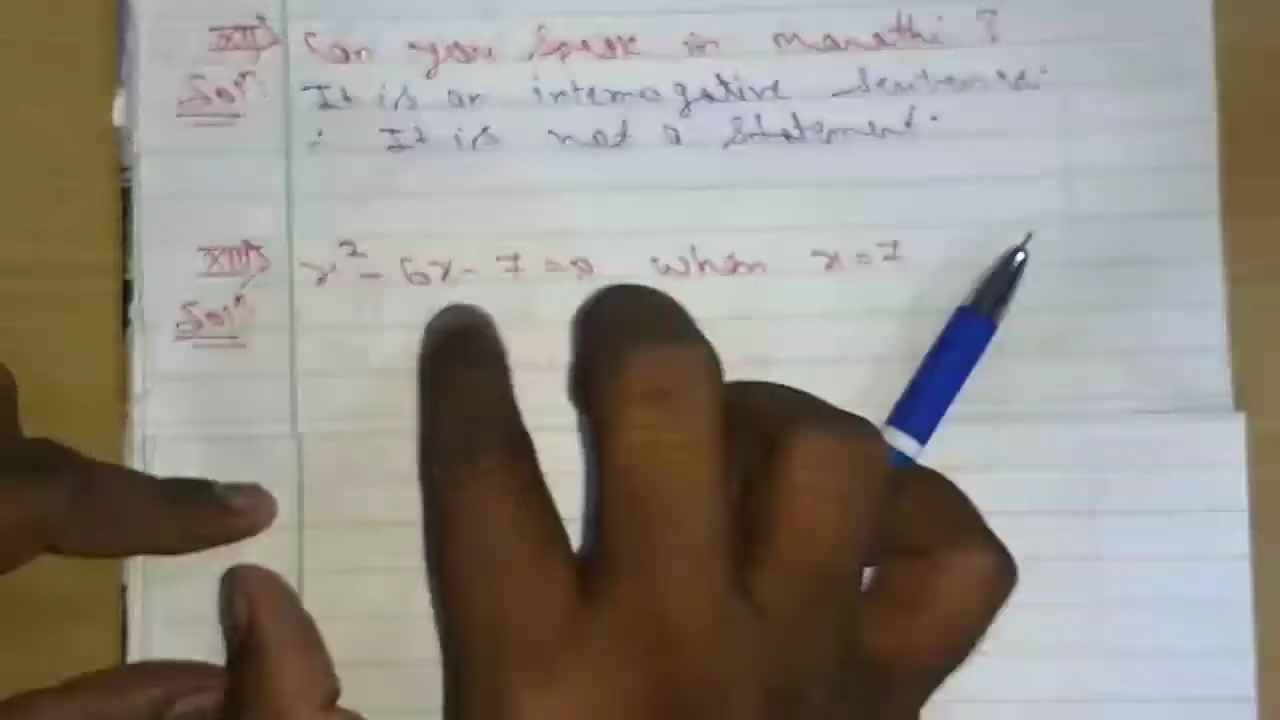 XII) Can you speak in marathi ?
Solⁿ: It is an interrogative sentence.
∴ It is not a statement.
XIII) x² - 6x - 7 = 0 when x = 7
Solⁿ: